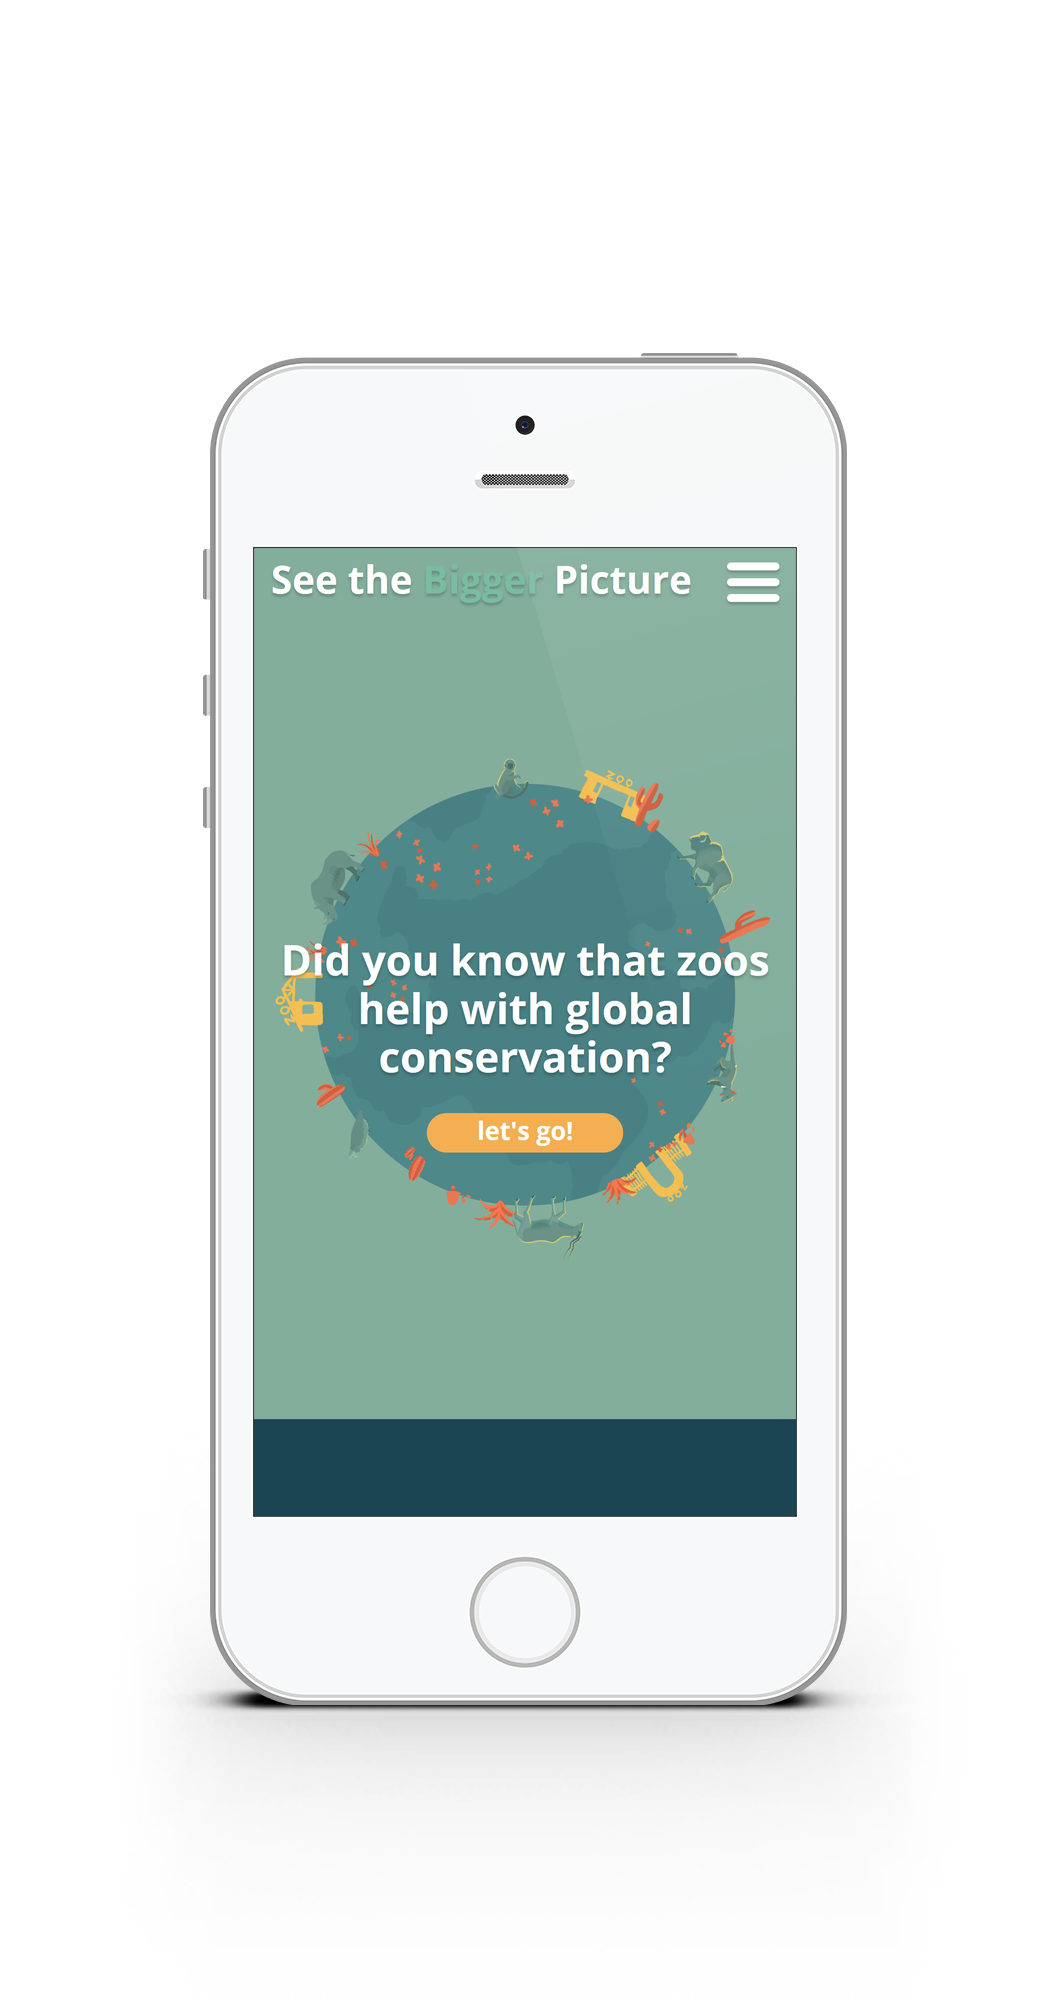 See the Bigger Picture
ZOO
Did you know that zoos
help with global
conservation?
ZOO
let's go!
ZOO